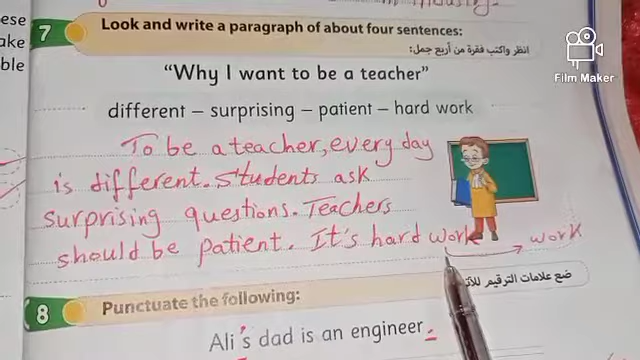 ese
ake
ble
7 Look and write a paragraph of about four sentences:
انظر واكتب فقرة من أربع جمل:
Film Maker
"Why I want to be a teacher"
different – surprising – patient – hard work
To be a teacher, every day
is different. Students ask
surprising questions. Teachers
should be patient. It's hard work → work
8 Punctuate the following:
ضع علامات الترقيم
Ali's dad is an engineer.